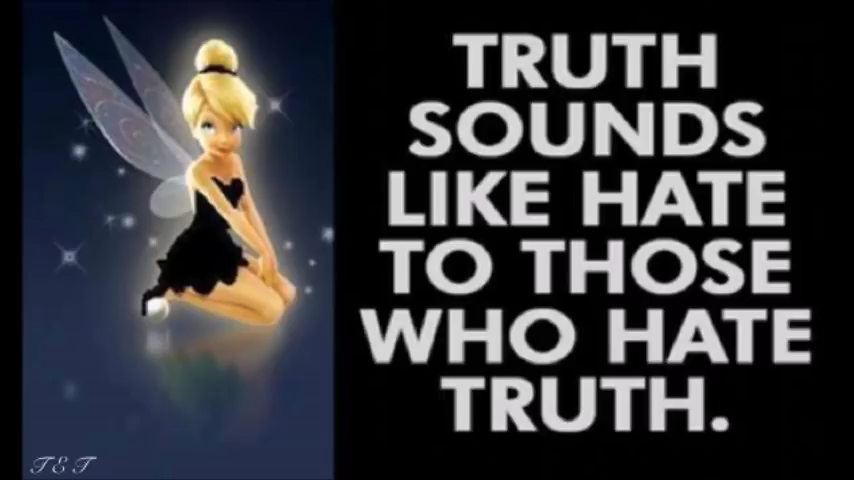 TRUTH
SOUNDS
LIKE HATE
TO THOSE
WHO HATE
TRUTH.
T&T